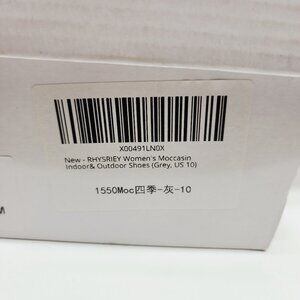 X00491LN0X
New - RHYSRIEY Women's Moccasin
Indoor& Outdoor Shoes (Grey, US 10)
1550Moc四季-灰-10